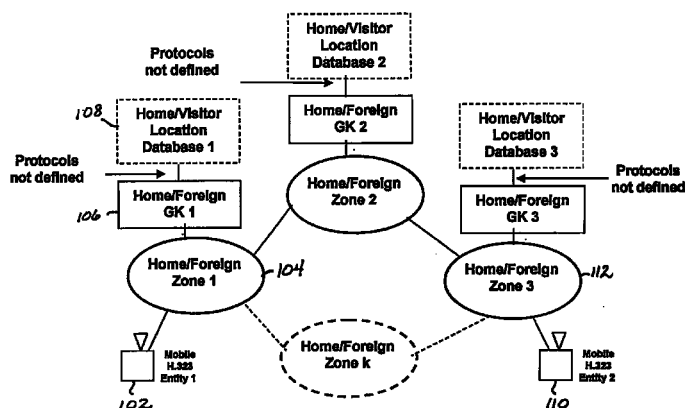 Home/Visitor
Location
Database 2
Protocols
not defined
Home/Foreign
GK 2
108
Home/Visitor
Location
Database 1
Protocols
not defined
Home/Foreign
GK 1
106
Home/Visitor
Location
Database 3
Protocols
not defined
Home/Foreign
GK 3
Home/Foreign
Zone 2
Home/Foreign
Zone 1
104
Home/Foreign
Zone 3
112
Home/Foreign
Zone k
Mobile
H.323
Entity 1
102
Mobile
H.323
Entity 2
110